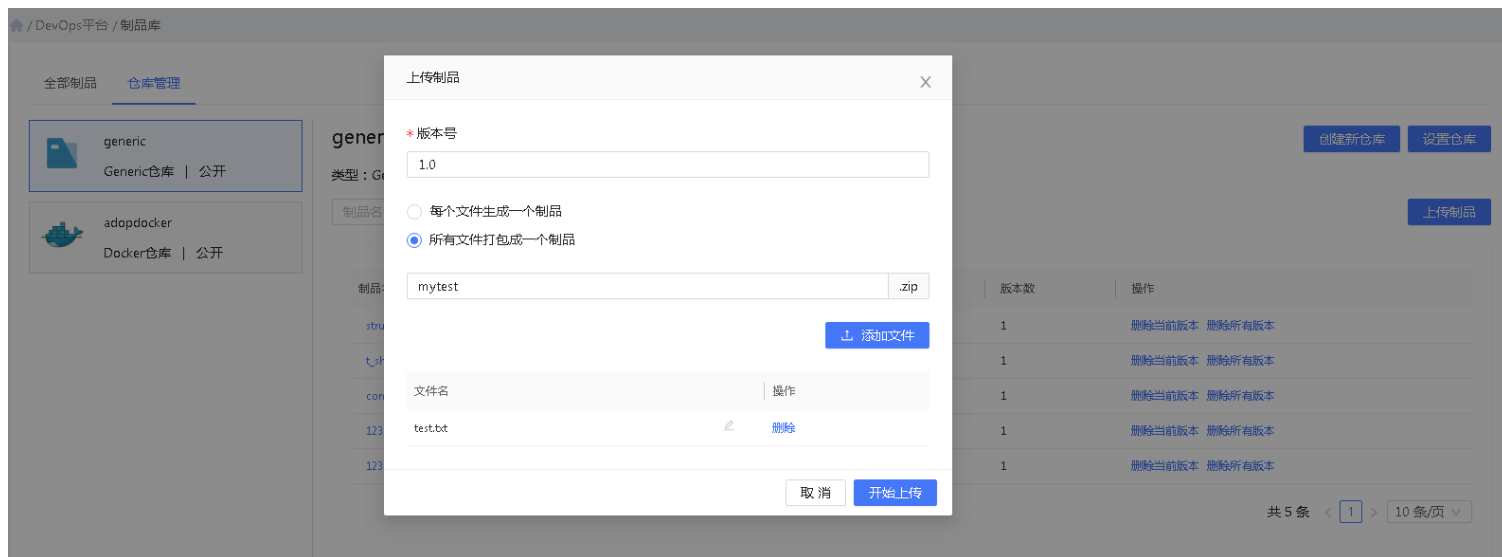 / DevOps平台 / 制品库
全部制品 仓库管理
generic
Generic仓库 | 公开
adopdocker
Docker仓库 | 公开
gener
类型：Ge
制品名
创建新仓库 设置仓库
上传制品
制品名 版本数 操作
stru 1 删除当前版本 删除所有版本
t_sh 1 删除当前版本 删除所有版本
con 1 删除当前版本 删除所有版本
123 1 删除当前版本 删除所有版本
123 1 删除当前版本 删除所有版本
共 5 条 < 1 > 10 条/页
上传制品
* 版本号
1.0
每个文件生成一个制品
所有文件打包成一个制品
mytest .zip
添加文件
文件名 操作
test.txt 删除
取 消 开始上传